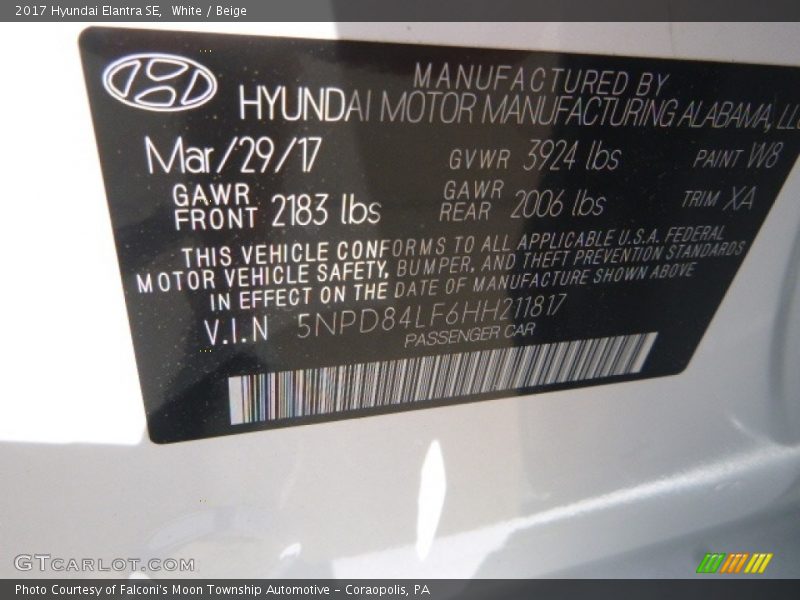 2017 Hyundai Elantra SE, White / Beige
MANUFACTURED BY
HYUNDAI MOTOR MANUFACTURING ALABAMA, LLC
Mar/29/17 GVWR 3924 lbs PAINT W8
GAWR FRONT 2183 lbs GAWR REAR 2006 lbs TRIM XA
THIS VEHICLE CONFORMS TO ALL APPLICABLE U.S.A. FEDERAL
MOTOR VEHICLE SAFETY, BUMPER, AND THEFT PREVENTION STANDARDS
IN EFFECT ON THE DATE OF MANUFACTURE SHOWN ABOVE
V.I.N 5NPD84LF6HH211817
PASSENGER CAR
GTCARLOT.COM
Photo Courtesy of Falconi's Moon Township Automotive - Coraopolis, PA